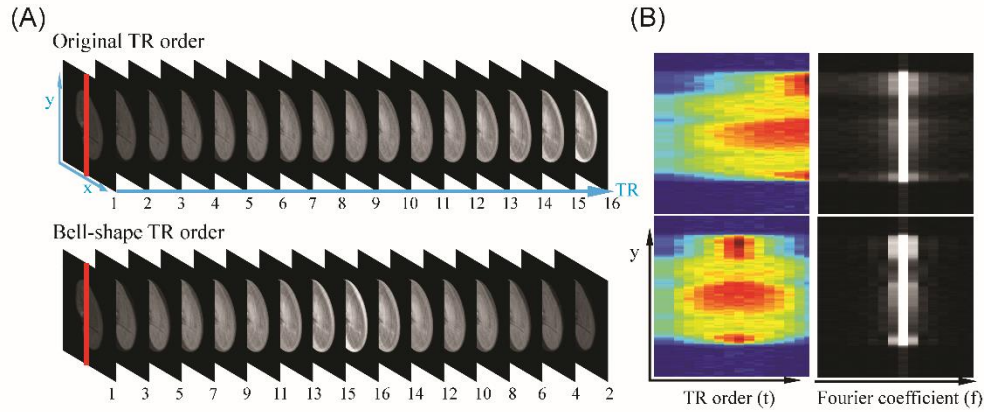 (A)
Original TR order
y
x
TR
1 2 3 4 5 6 7 8 9 10 11 12 13 14 15 16
Bell-shape TR order
1 3 5 7 9 11 13 15 16 14 12 10 8 6 4 2
(B)
y
TR order (t)
Fourier coefficient (f)